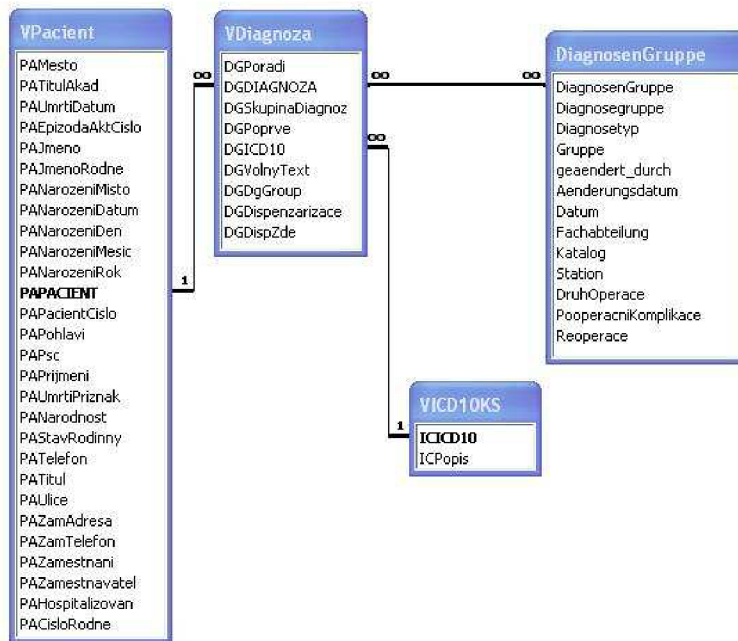 VPacient
PAMesto
PATitulAkad
PAUmrtiDatum
PAEpizodaAktCislo
PAJmeno
PAJmenoRodne
PANarozeniMisto
PANarozeniDatum
PANarozeniDen
PANarozeniMesic
PANarozeniRok
PAPACIENT
PAPacientCislo
PAPohlavi
PAPsc
PAPrijmeni
PAUmrtiPriznak
PANarodnost
PAStavRodinny
PATelefon
PATitul
PAUlice
PAZamAdresa
PAZamTelefon
PAZamestnani
PAZamestnavatel
PAHospitalizovan
PACisloRodne
1
∞
VDiagnoza
DGPoradi
DGDIAGNOZA
DGSkupinaDiagnoz
DGPoprve
DGICD10
DGVolnyText
DGDgGroup
DGDispenzarizace
DGDispZde
∞
∞
∞
DiagnosenGruppe
DiagnosenGruppe
Diagnosegruppe
Diagnosetyp
Gruppe
geaendert_durch
Aenderungsdatum
Datum
Fachabteilung
Katalog
Station
DruhOperace
PooperacniKomplikace
Reoperace
1
VICD10KS
ICICD10
ICPopis